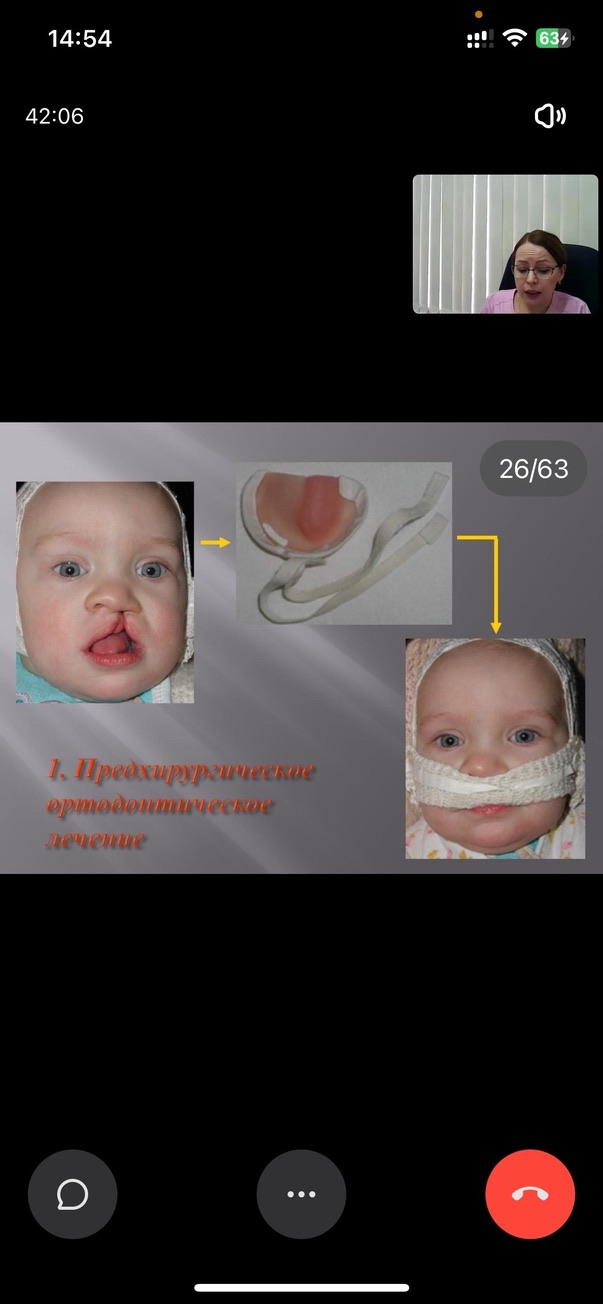 14:54
63
42:06
26/63
1. Предхирургическое
ортодонтическое
лечение